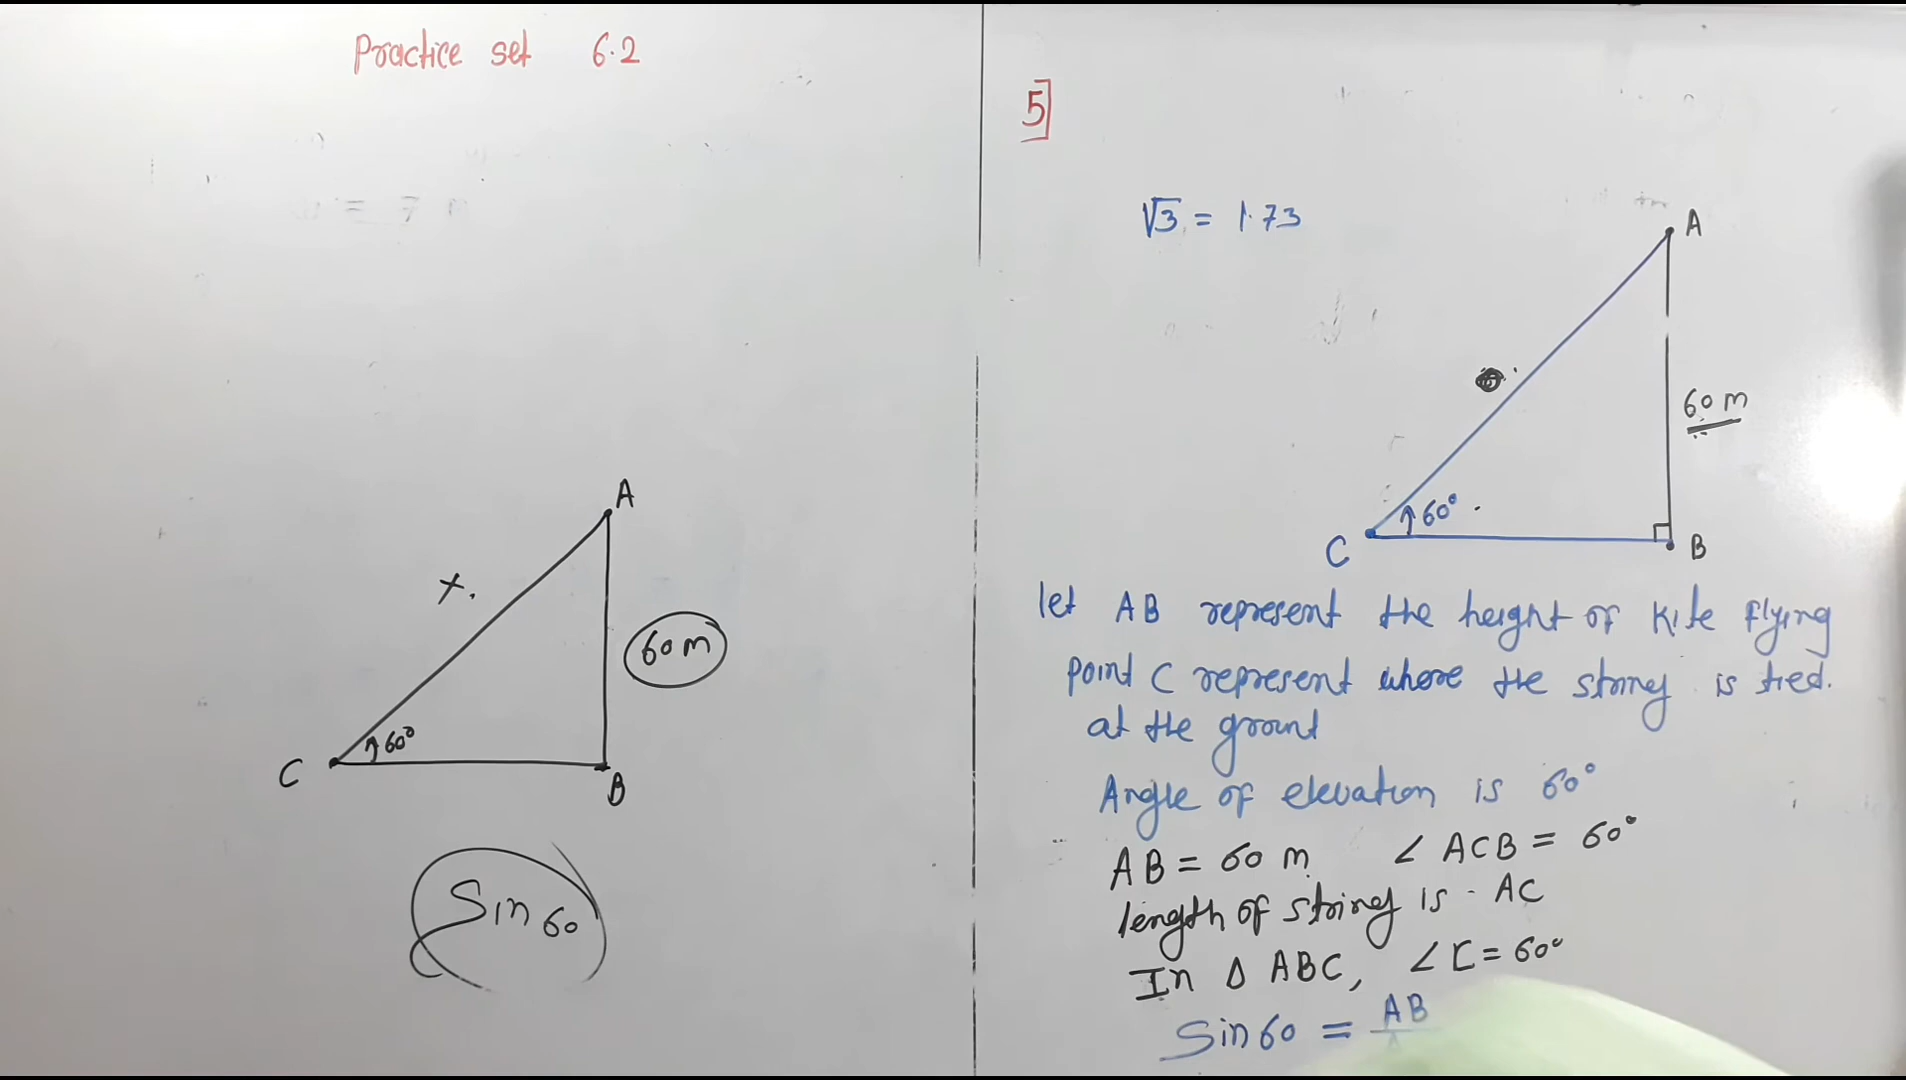 Practice set 6.2
A
X.
60 m
60°
C
B
Sin 60
5
√3 = 1.73
A
60 m
60°
C
B
let AB represent the height of kite flying
point C represent where the string is tied.
at the ground
Angle of elevation is 60°
AB = 60 m ∠ ACB = 60°
length of string is - AC
In Δ ABC, ∠ C = 60°
Sin 60 = AB